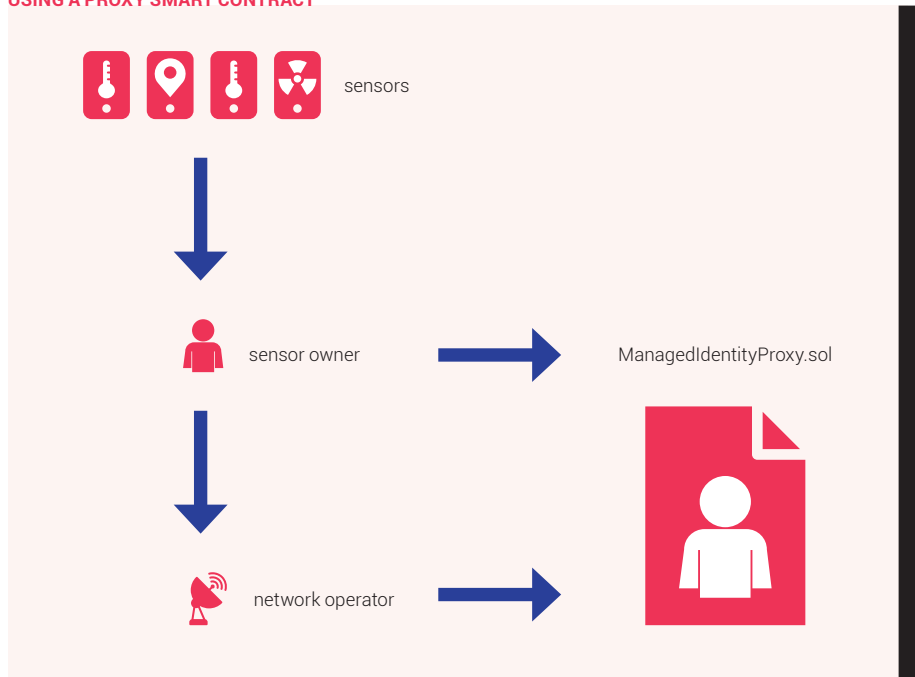 USING A PROXY SMART CONTRACT
sensors
sensor owner
ManagedIdentityProxy.sol
network operator